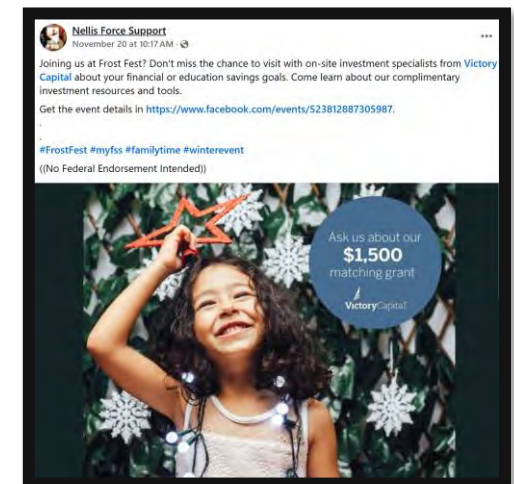 Nellis Force Support
November 20 at 10:17 AM ·
Joining us at Frost Fest? Don't miss the chance to visit with on-site investment specialists from Victory
Capital about your financial or education savings goals. Come learn about our complimentary
investment resources and tools.
Get the event details in https://www.facebook.com/events/523812887305987.
.
.
#FrostFest #myfss #familytime #winterevent
((No Federal Endorsement Intended))
Ask us about our
$1,500
matching grant
VictoryCapital